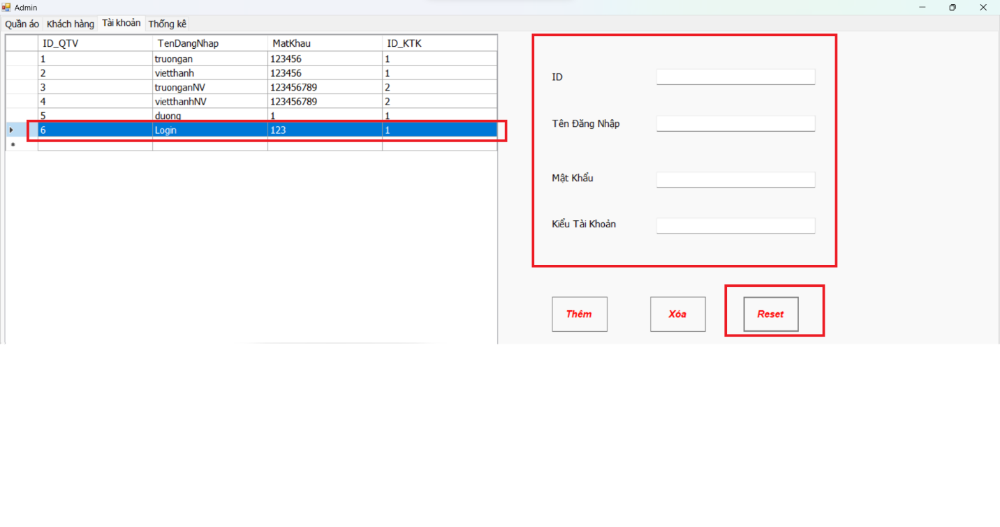 Admin
Quần áo Khách hàng Tài khoản Thống kê
ID_QTV TenDangNhap MatKhau ID_KTK
1 truongan 123456 1
2 vietthanh 123456 1
3 truonganNV 123456789 2
4 vietthanhNV 123456789 2
5 duong 1 1
6 Login 123 1
ID
Tên Đăng Nhập
Mật Khẩu
Kiểu Tài Khoản
Thêm Xóa Reset